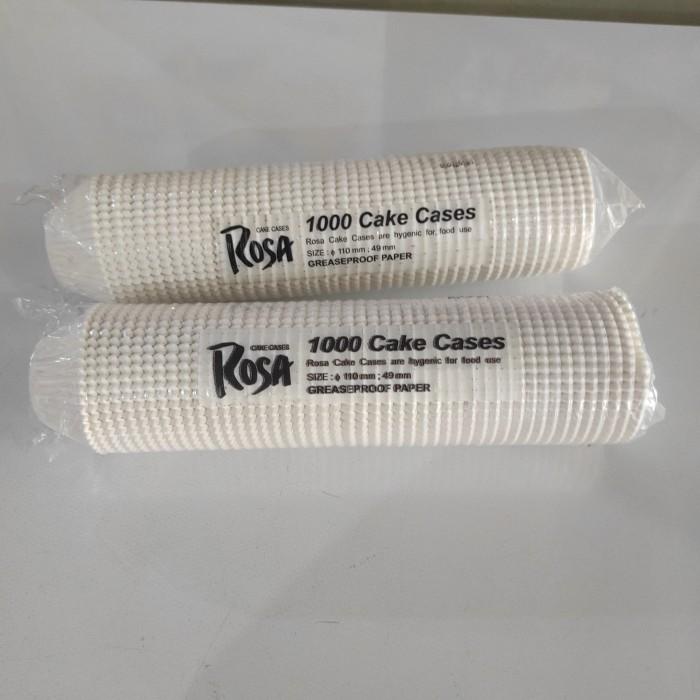 CAKE CASES
ROSA
1000 Cake Cases
Rosa Cake Cases are hygenic for food use
SIZE : ϕ 110 mm ; 49 mm
GREASEPROOF PAPER
CAKE CASES
ROSA
1000 Cake Cases
Rosa Cake Cases are hygenic for food use
SIZE : ϕ 110 mm ; 49 mm
GREASEPROOF PAPER